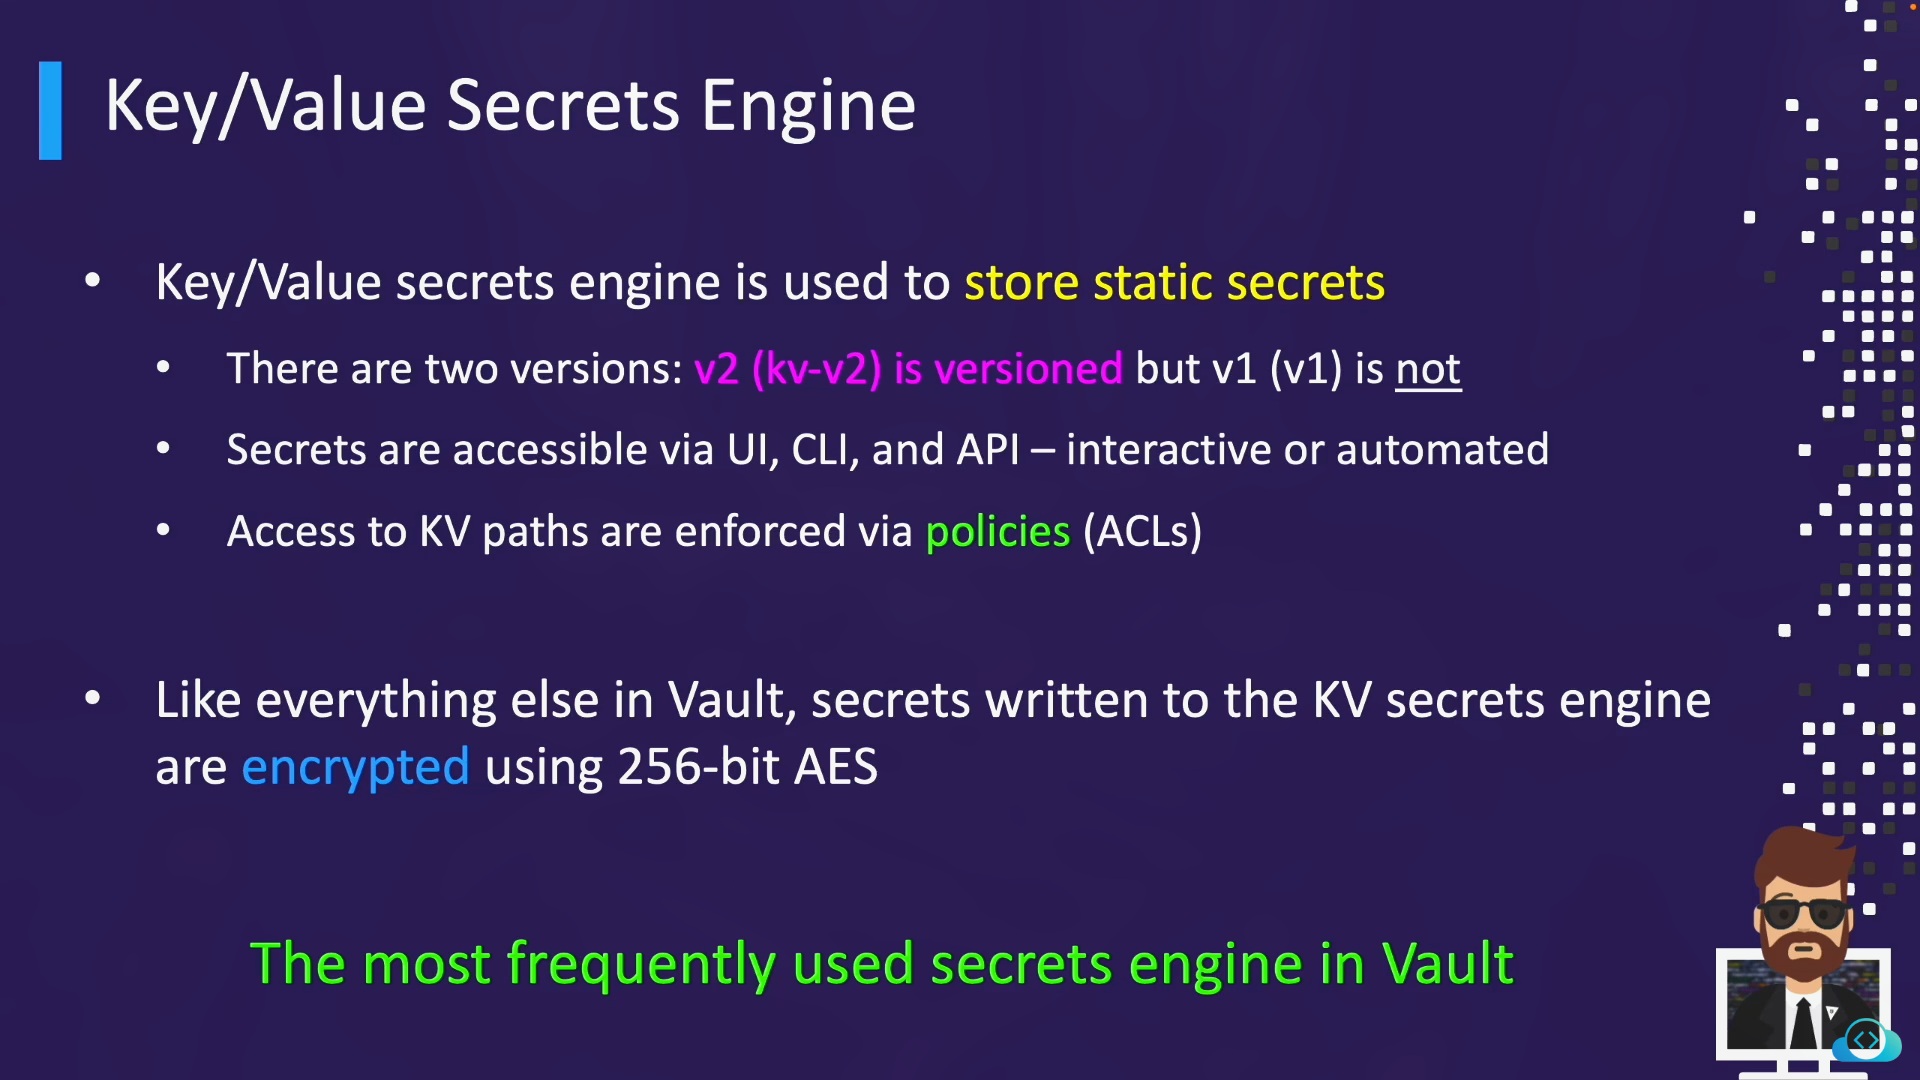 Key/Value Secrets Engine
• Key/Value secrets engine is used to store static secrets
• There are two versions: v2 (kv-v2) is versioned but v1 (v1) is not
• Secrets are accessible via UI, CLI, and API – interactive or automated
• Access to KV paths are enforced via policies (ACLs)
• Like everything else in Vault, secrets written to the KV secrets engine
are encrypted using 256-bit AES
The most frequently used secrets engine in Vault